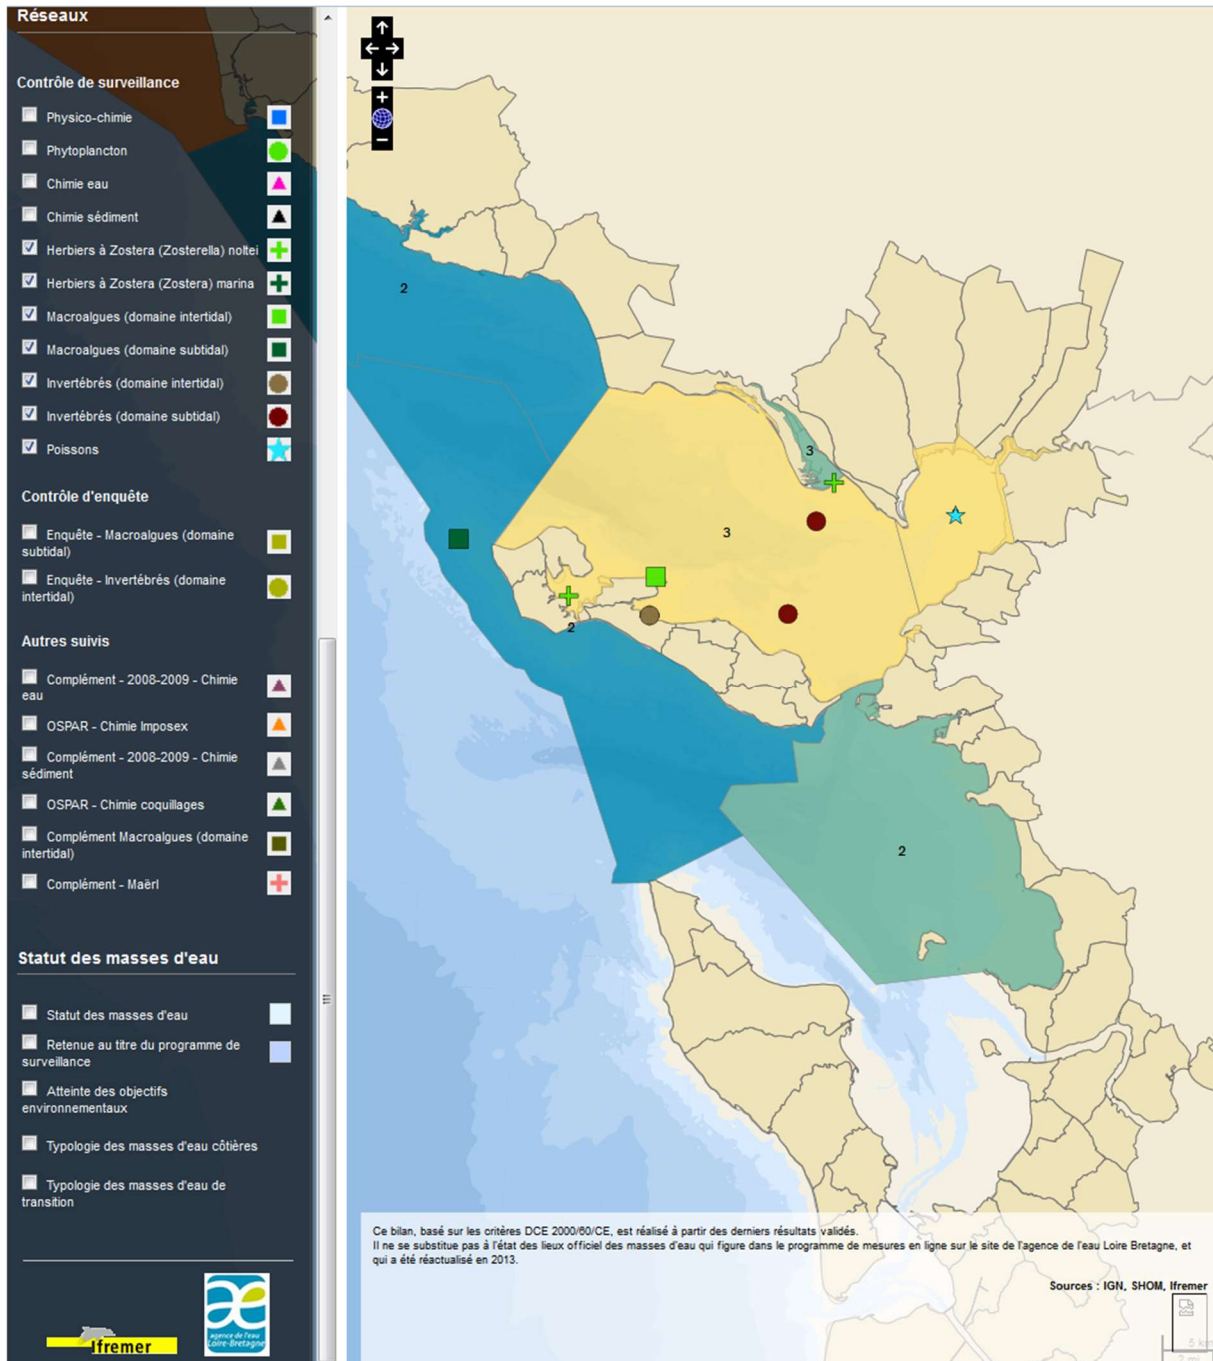 Réseaux
Contrôle de surveillance
Physico-chimie
Phytoplancton
Chimie eau
Chimie sédiment
Herbiers à Zostera (Zosterella) noltei
Herbiers à Zostera (Zostera) marina
Macroalgues (domaine intertidal)
Macroalgues (domaine subtidal)
Invertébrés (domaine intertidal)
Invertébrés (domaine subtidal)
Poissons
Contrôle d'enquête
Enquête - Macroalgues (domaine
subtidal)
Enquête - Invertébrés (domaine
intertidal)
Autres suivis
Complément - 2008-2009 - Chimie
eau
OSPAR - Chimie Imposex
Complément - 2008-2009 - Chimie
sédiment
OSPAR - Chimie coquillages
Complément Macroalgues (domaine
intertidal)
Complément - Maërl
Statut des masses d'eau
Statut des masses d'eau
Retenue au titre du programme de
surveillance
Atteinte des objectifs
environnementaux
Typologie des masses d'eau côtières
Typologie des masses d'eau de
transition
Ifremer
agence de l'eau
Loire-Bretagne
2
3
3
2
2
Ce bilan, basé sur les critères DCE 2000/60/CE, est réalisé à partir des derniers résultats validés.
Il ne se substitue pas à l'état des lieux officiel des masses d'eau qui figure dans le programme de mesures en ligne sur le site de l'agence de l'eau Loire Bretagne, et
qui a été réactualisé en 2013.
Sources : IGN, SHOM, Ifremer
5 km
2 mi